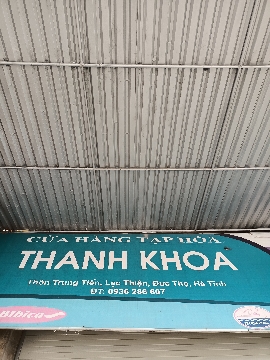 CỬA HÀNG TẠP HÓA
THANH KHOA
Thôn Trung Tiến, Lạc Thiện, Đức Thọ, Hà Tĩnh
ĐT: 0936 286 667
Bibica